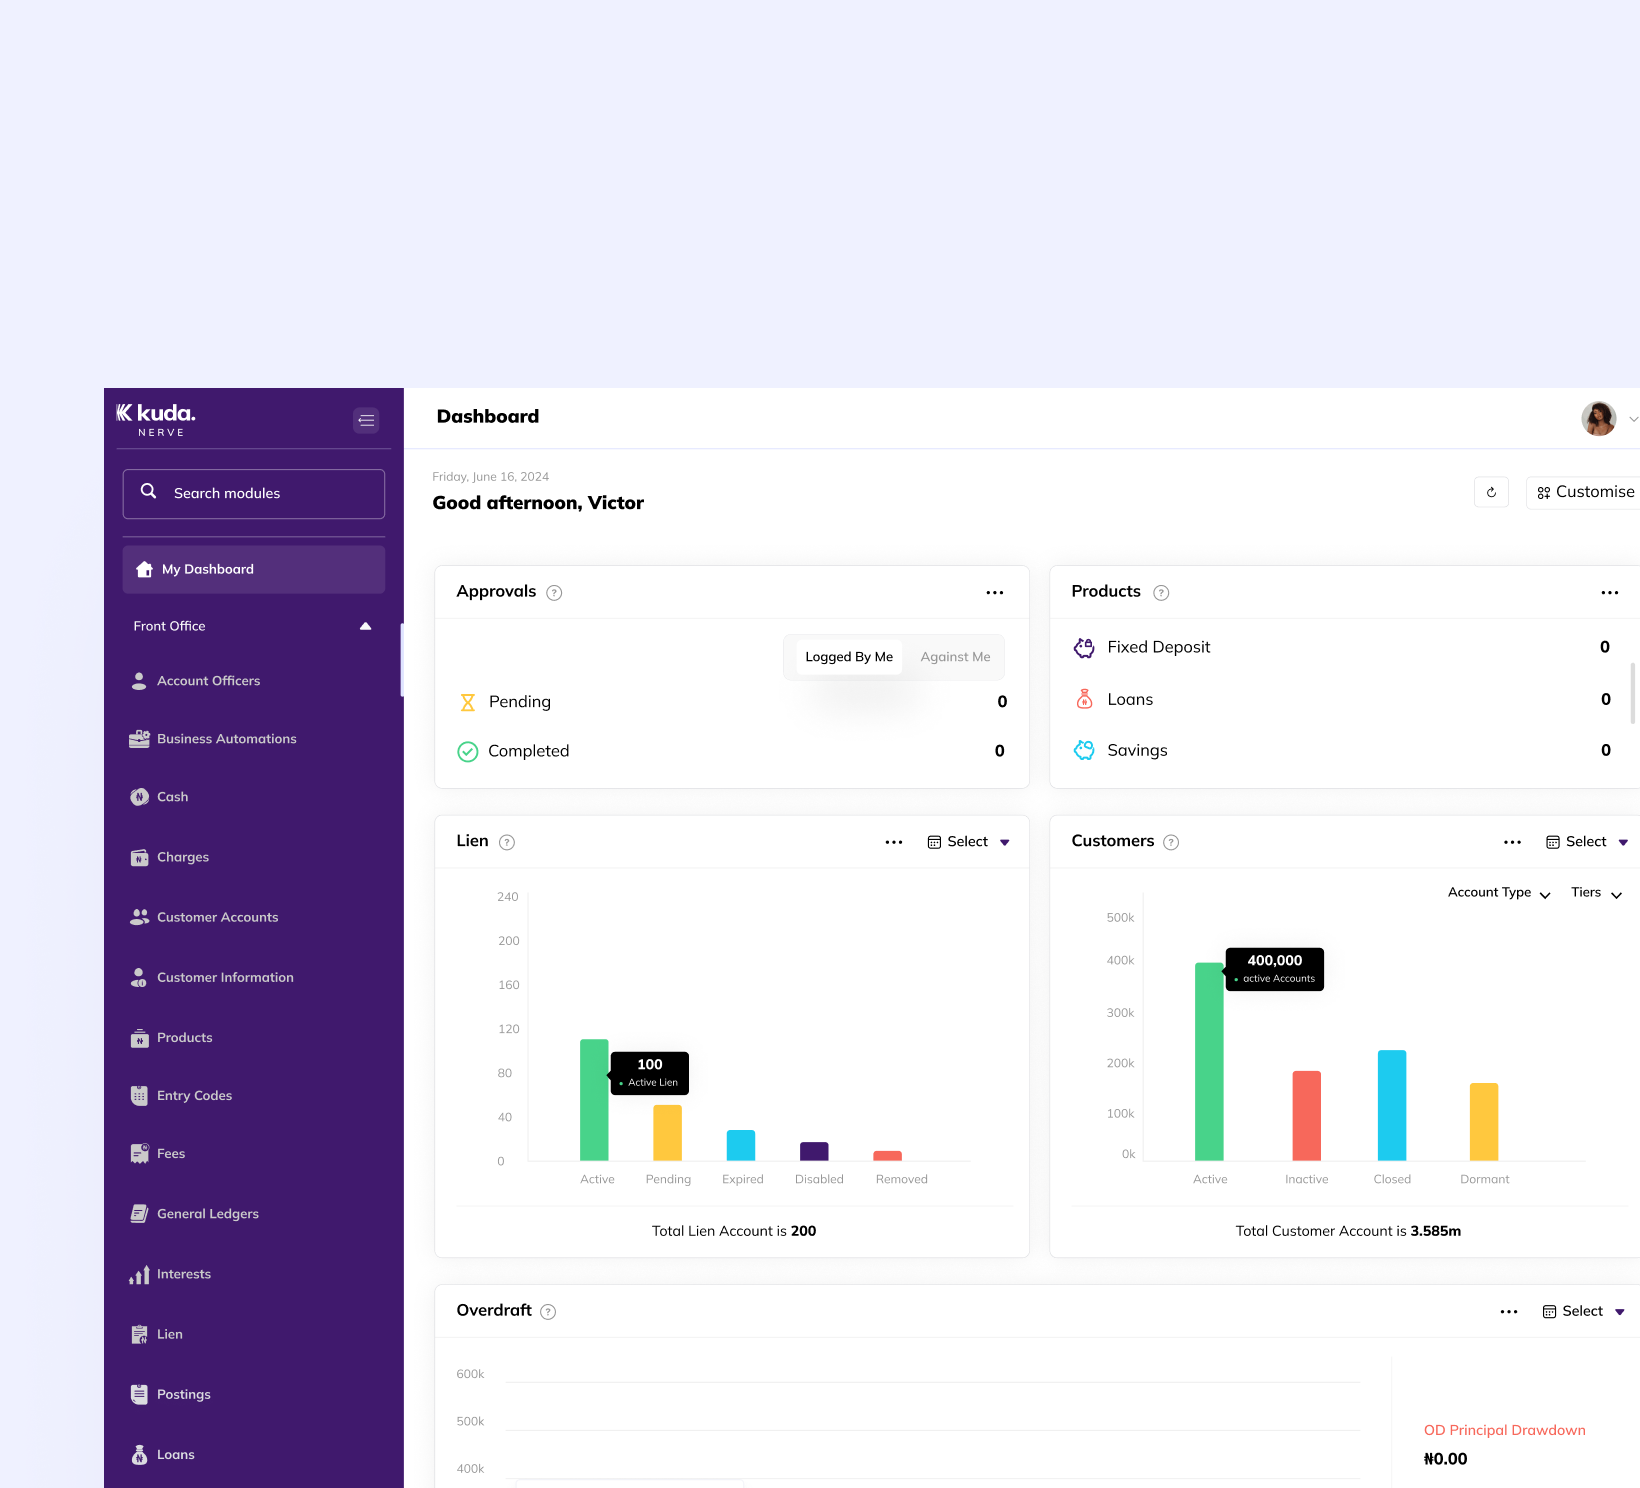 kuda.
NERVE
Search modules
My Dashboard
Front Office
Account Officers
Business Automations
Cash
Charges
Customer Accounts
Customer Information
Products
Entry Codes
Fees
General Ledgers
Interests
Lien
Postings
Loans
Dashboard
Friday, June 16, 2024
Good afternoon, Victor
Customise
Approvals ?
Logged By Me Against Me
Pending 0
Completed 0
Products ?
Fixed Deposit 0
Loans 0
Savings 0
Lien ?
Select
240
200
160
120
80
40
0
100
Active Lien
Active Pending Expired Disabled Removed
Total Lien Account is 200
Customers ?
Select
Account Type Tiers
500k
400k
300k
200k
100k
0k
400,000
active Accounts
Active Inactive Closed Dormant
Total Customer Account is 3.585m
Overdraft ?
Select
600k
500k
400k
OD Principal Drawdown
₦0.00